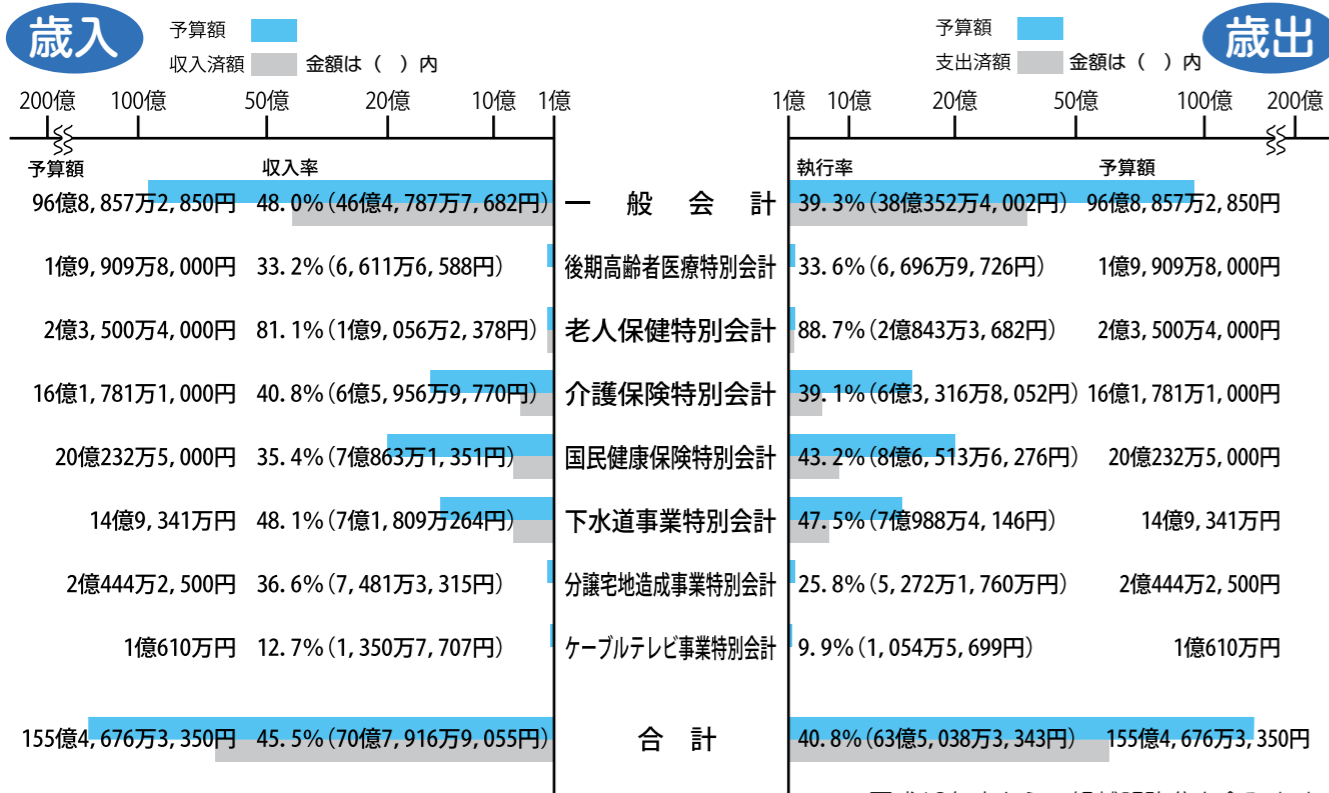 歳入
予算額
収入済額 金額は（ ）内
予算額
支出済額 金額は（ ）内
歳出
200億 100億 50億 20億 10億 1億
1億 10億 20億 50億 100億 200億
予算額 収入率 執行率 予算額
96億8,857万2,850円 48.0%(46億4,787万7,682円) 一般会計 39.3%(38億352万4,002円) 96億8,857万2,850円
1億9,909万8,000円 33.2%(6,611万6,588円) 後期高齢者医療特別会計 33.6%(6,696万9,726円) 1億9,909万8,000円
2億3,500万4,000円 81.1%(1億9,056万2,378円) 老人保健特別会計 88.7%(2億843万3,682円) 2億3,500万4,000円
16億1,781万1,000円 40.8%(6億5,956万9,770円) 介護保険特別会計 39.1%(6億3,316万8,052円) 16億1,781万1,000円
20億232万5,000円 35.4%(7億863万1,351円) 国民健康保険特別会計 43.2%(8億6,513万6,276円) 20億232万5,000円
14億9,341万円 48.1%(7億1,809万264円) 下水道事業特別会計 47.5%(7億988万4,146円) 14億9,341万円
2億444万2,500円 36.6%(7,481万3,315円) 分譲宅地造成事業特別会計 25.8%(5,272万1,760万円) 2億444万2,500円
1億610万円 12.7%(1,350万7,707円) ケーブルテレビ事業特別会計 9.9%(1,054万5,699円) 1億610万円
155億4,676万3,350円 45.5%(70億7,916万9,055円) 合計 40.8%(63億5,038万3,343円) 155億4,676万3,350円